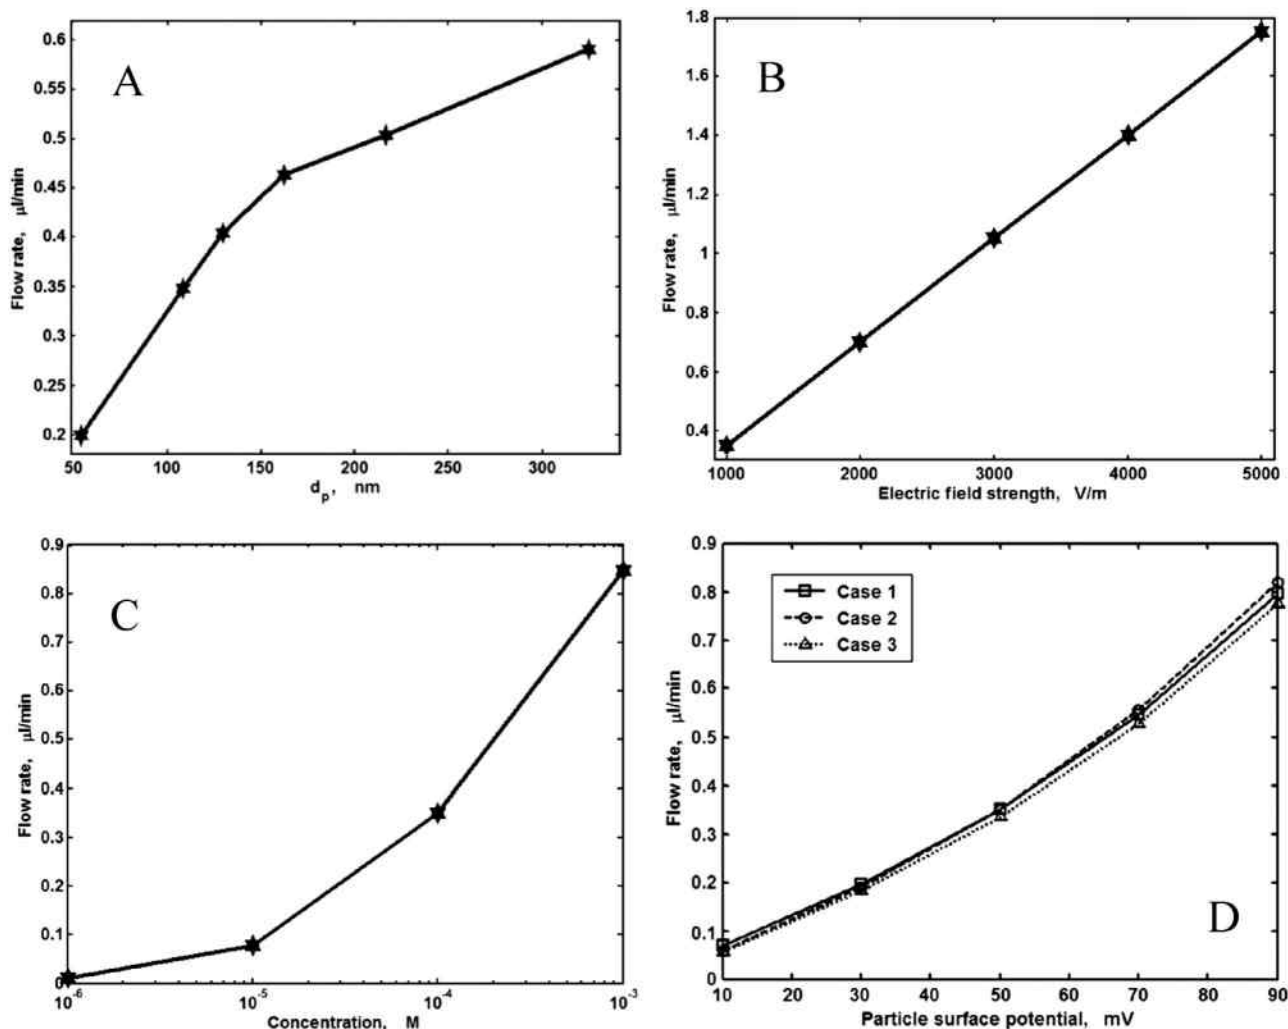 A
0.6
0.55
0.5
0.45
0.4
0.35
0.3
0.25
0.2
50 100 150 200 250 300
d_p, nm
Flow rate, µl/min
B
1.8
1.4
1.2
1
0.8
0.6
0.4
1000 2000 3000 4000 5000
Electric field strength, V/m
Flow rate, µl/min
C
0.9
0.8
0.7
0.6
0.5
0.4
0.3
0.2
0.1
0
10⁻⁶ 10⁻⁵ 10⁻⁴ 10⁻³
Concentration, M
Flow rate, µl/min
Case 1
Case 2
Case 3
D
0.9
0.8
0.7
0.6
0.5
0.4
0.3
0.2
0.1
0
10 20 30 40 50 60 70 80 90
Particle surface potential, mV
Flow rate, µl/min